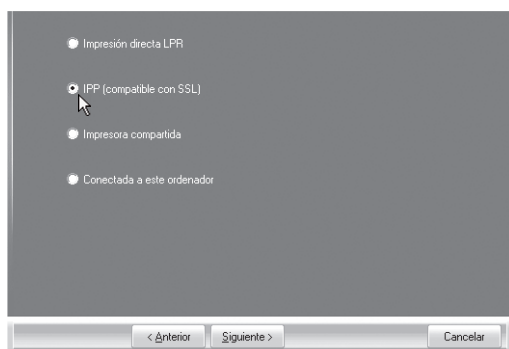 Impresión directa LPR
IPP (compatible con SSL)
Impresora compartida
Conectada a este ordenador
< Anterior Siguiente > Cancelar